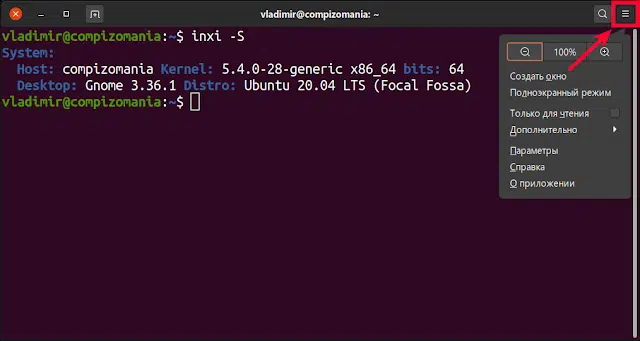 vladimir@compizomania: ~
vladimir@compizomania:~$ inxi -S
System:
Host: compizomania Kernel: 5.4.0-28-generic x86_64 bits: 64
Desktop: Gnome 3.36.1 Distro: Ubuntu 20.04 LTS (Focal Fossa)
vladimir@compizomania:~$
100%
Создать окно
Полноэкранный режим
Только для чтения
Дополнительно
Параметры
Справка
О приложении